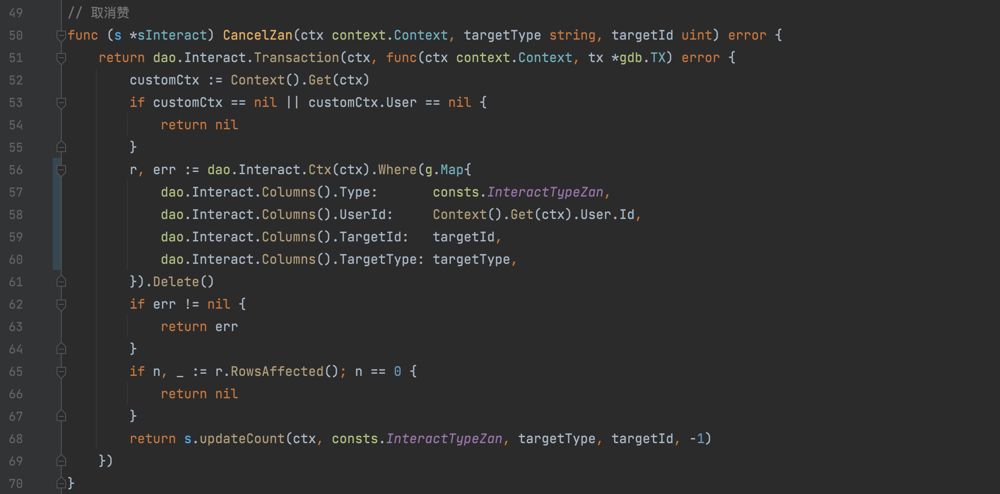 49 // 取消赞
50 func (s *sInteract) CancelZan(ctx context.Context, targetType string, targetId uint) error {
51     return dao.Interact.Transaction(ctx, func(ctx context.Context, tx *gdb.TX) error {
52         customCtx := Context().Get(ctx)
53         if customCtx == nil || customCtx.User == nil {
54             return nil
55         }
56         r, err := dao.Interact.Ctx(ctx).Where(g.Map{
57             dao.Interact.Columns().Type:       consts.InteractTypeZan,
58             dao.Interact.Columns().UserId:     Context().Get(ctx).User.Id,
59             dao.Interact.Columns().TargetId:   targetId,
60             dao.Interact.Columns().TargetType: targetType,
61         }).Delete()
62         if err != nil {
63             return err
64         }
65         if n, _ := r.RowsAffected(); n == 0 {
66             return nil
67         }
68         return s.updateCount(ctx, consts.InteractTypeZan, targetType, targetId, -1)
69     })
70 }